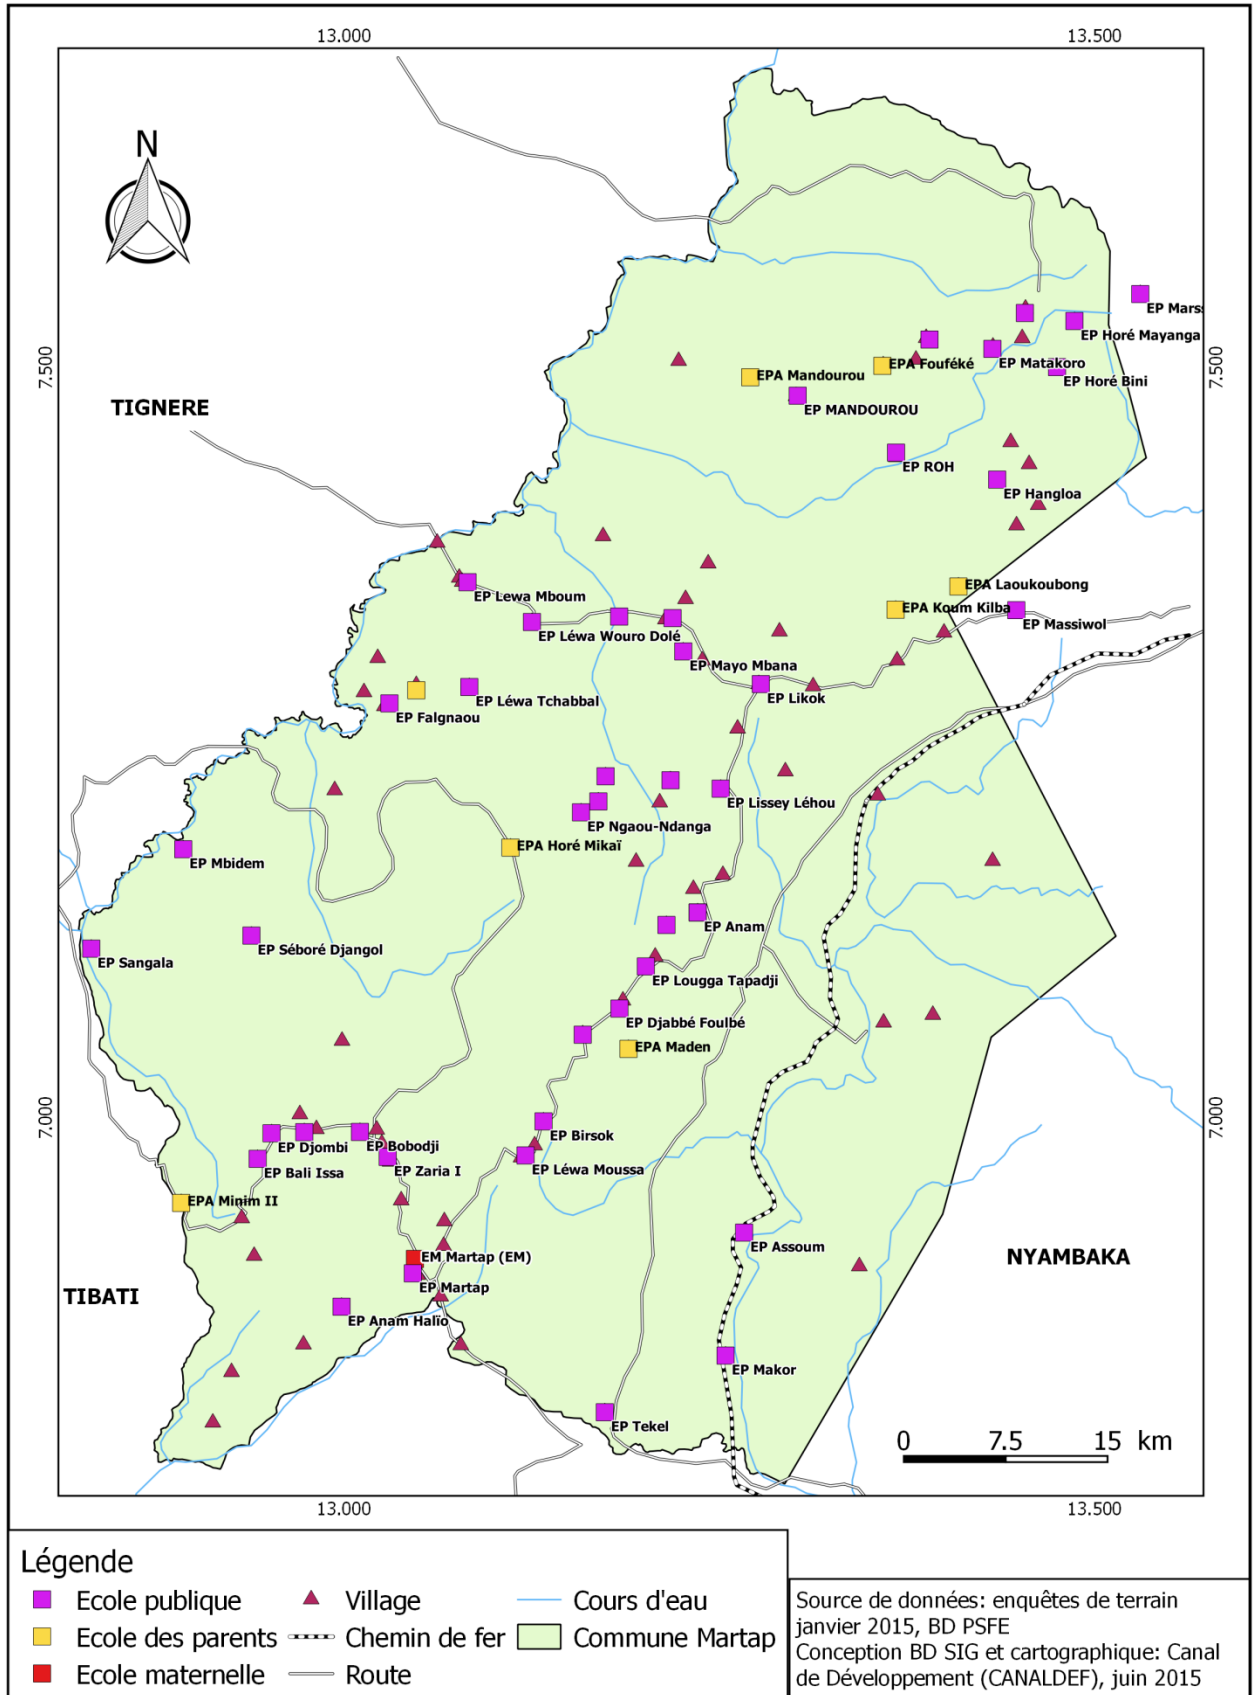 13.000
13.500
N
7.500
7.500
EP Mars
EP Horé Mayanga
EPA Fouféké
EP Matakoro
EP Horé Bini
EPA Mandourou
EP MANDOUROU
TIGNERE
EP ROH
EP Hangloa
EP Lewa Mboum
EPA Laoukoubong
EPA Koum Kilba
EP Massiwol
EP Léwa Wouro Dolé
EP Mayo Mbana
EP Likok
EP Léwa Tchabbal
EP Falgnaou
EP Lissey Léhou
EP Ngaou-Ndanga
EPA Horé Mikaï
EP Mbidem
EP Anam
EP Séboré Djangol
EP Sangala
EP Lougga Tapadji
EP Djabbé Foulbé
EPA Maden
7.000
7.000
EP Birsok
EP Djombi
EP Bobodji
EP Bali Issa
EP Zaria I
EP Léwa Moussa
EPA Minim II
EP Assoum
EM Martap (EM)
NYAMBAKA
EP Martap
TIBATI
EP Anam Halïo
EP Makor
EP Tekel
0 7.5 15 km
13.000
13.500
Légende
Ecole publique
Village
Cours d'eau
Ecole des parents
Chemin de fer
Commune Martap
Ecole maternelle
Route
Source de données: enquêtes de terrain
janvier 2015, BD PSFE
Conception BD SIG et cartographique: Canal
de Développement (CANALDEF), juin 2015